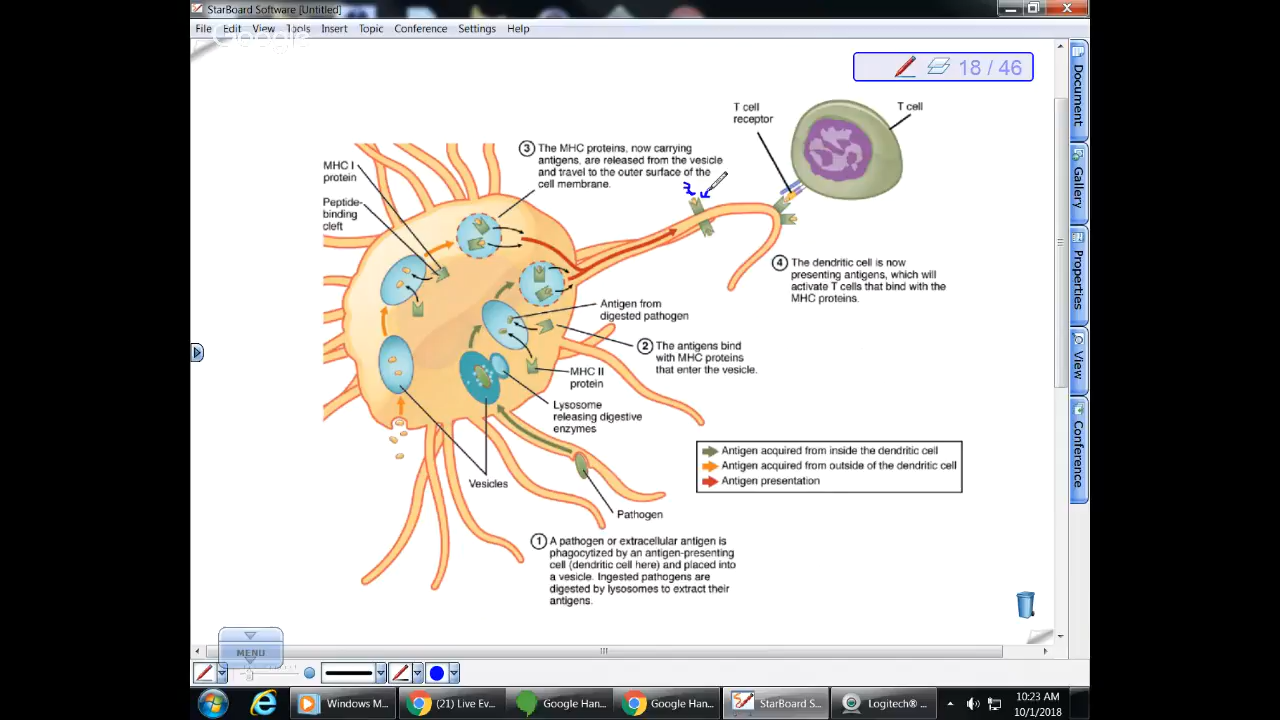 StarBoard Software [Untitled]
File Edit View Tools Insert Topic Conference Settings Help
Google
18 / 46
T cell
receptor
T cell
3 The MHC proteins, now carrying
antigens, are released from the vesicle
and travel to the outer surface of the
cell membrane.
MHC I
protein
Peptide-
binding
cleft
4 The dendritic cell is now
presenting antigens, which will
activate T cells that bind with the
MHC proteins.
Antigen from
digested pathogen
2 The antigens bind
with MHC proteins
that enter the vesicle.
MHC II
protein
Lysosome
releasing digestive
enzymes
Vesicles
Pathogen
Antigen acquired from inside the dendritic cell
Antigen acquired from outside of the dendritic cell
Antigen presentation
1 A pathogen or extracellular antigen is
phagocytized by an antigen-presenting
cell (dendritic cell here) and placed into
a vesicle. Ingested pathogens are
digested by lysosomes to extract their
antigens.
Document
Gallery
Properties
View
Conference
MENU
Windows M...
(21) Live Ev...
Google Han...
Google Han...
StarBoard S...
Logitech® ...
10:23 AM
10/1/2018